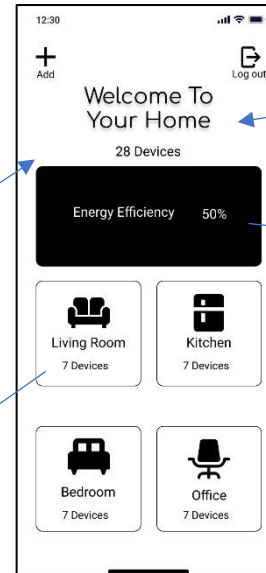 12:30
Add
Log out
Welcome To
Your Home
28 Devices
Energy Efficiency 50%
Living Room
7 Devices
Kitchen
7 Devices
Bedroom
7 Devices
Office
7 Devices